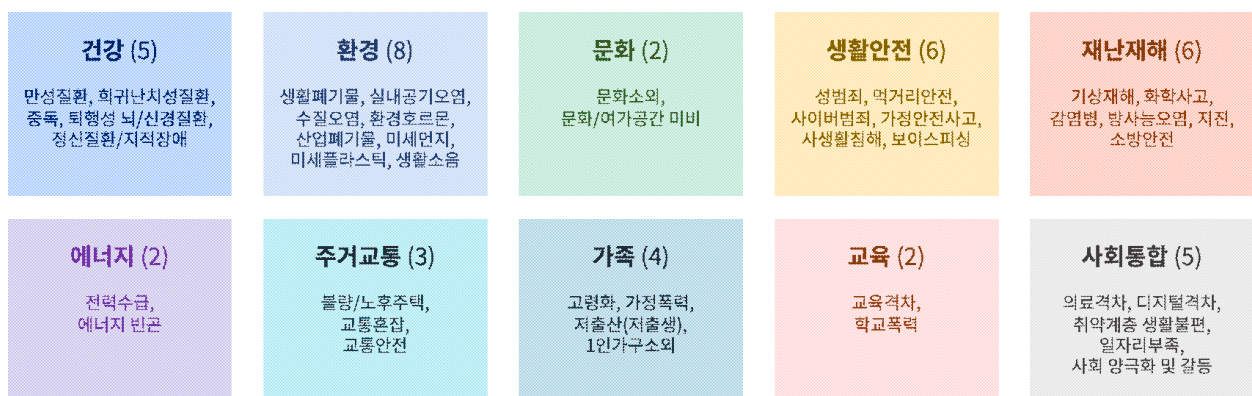 건강 (5)
만성질환, 희귀난치성질환,
중독, 퇴행성 뇌/신경질환,
정신질환/지적장애
환경 (8)
생활폐기물, 실내공기오염,
수질오염, 환경호르몬,
산업폐기물, 미세먼지,
미세플라스틱, 생활소음
문화 (2)
문화소외,
문화/여가공간 미비
생활안전 (6)
성범죄, 먹거리안전,
사이버범죄, 가정안전사고,
사생활침해, 보이스피싱
재난재해 (6)
기상재해, 화학사고,
감염병, 방사능오염, 지진,
소방안전
에너지 (2)
전력수급,
에너지 빈곤
주거교통 (3)
불량/노후주택,
교통혼잡,
교통안전
가족 (4)
고령화, 가정폭력,
저출산(저출생),
1인가구소외
교육 (2)
교육격차,
학교폭력
사회통합 (5)
의료격차, 디지털격차,
취약계층 생활불편,
일자리부족,
사회 양극화 및 갈등